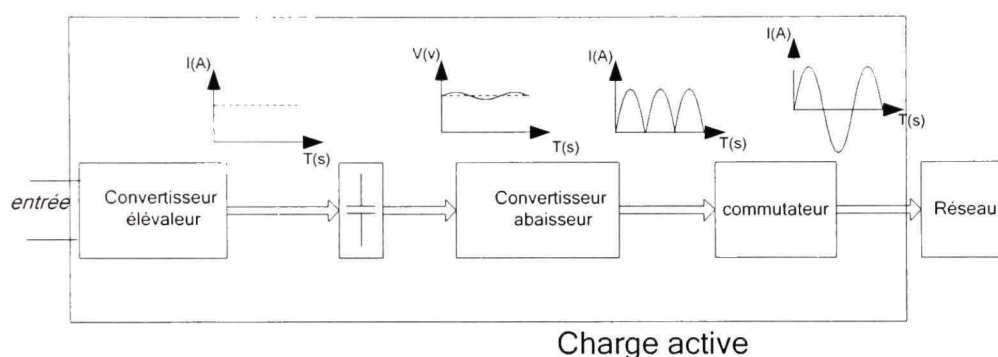 I(A)
T(s)
V(v)
T(s)
I(A)
T(s)
I(A)
T(s)
entrée
Convertisseur
élévaleur
Convertisseur
abaisseur
commutateur
Réseau
Charge active